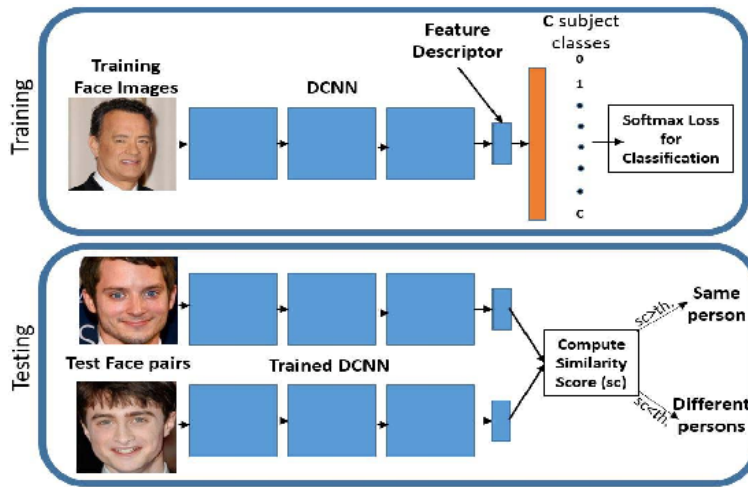 Training
Training
Face Images
DCNN
Feature
Descriptor
C subject
classes
0
1
C
Softmax Loss
for
Classification
Testing
Test Face pairs
Trained DCNN
Compute
Similarity
Score (sc)
sc>th.
Same
person
sc<th.
Different
persons